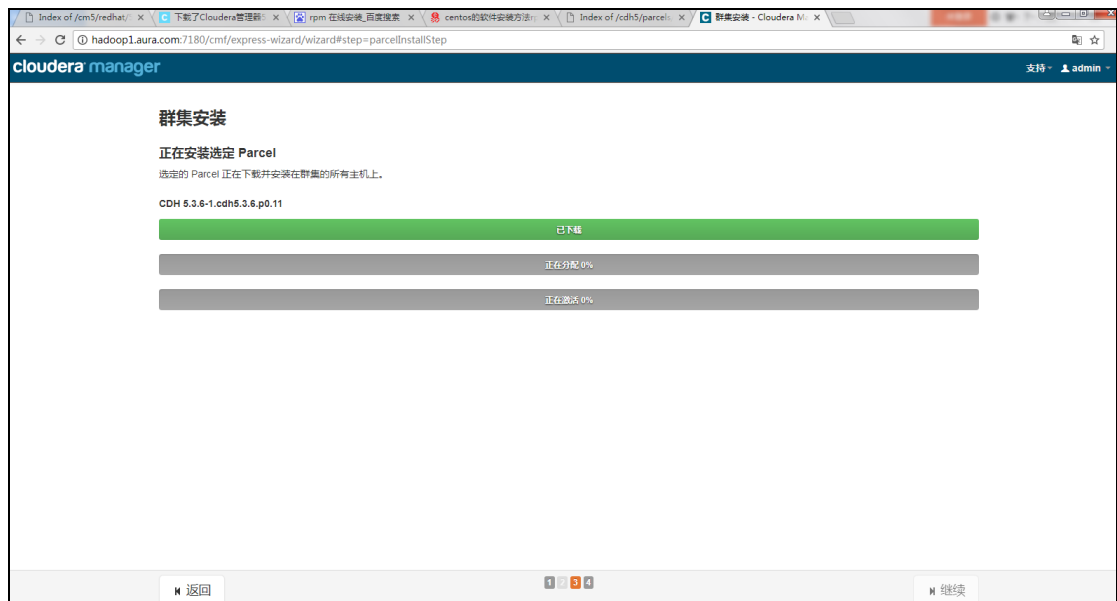 Index of /cm5/redhat/
下载了Cloudera管理器
rpm 在线安装_百度搜索
centos的软件安装方法
Index of /cdh5/parcels
群集安装 - Cloudera Ma
hadoop1.aura.com:7180/cmf/express-wizard/wizard#step=parcelInstallStep
cloudera manager
支持
admin
群集安装
正在安装选定 Parcel
选定的 Parcel 正在下载并安装在群集的所有主机上。
CDH 5.3.6-1.cdh5.3.6.p0.11
已下载
正在分配 0%
正在激活 0%
返回
1 2 3 4
继续